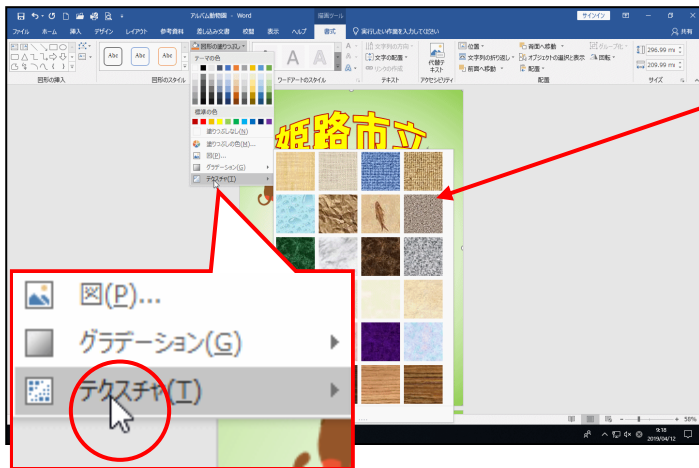 アルバム動物園 - Word
描画ツール
サインイン
ファイル ホーム 挿入 デザイン レイアウト 参考資料 差し込み文書 校閲 表示 ヘルプ 書式 実行したい作業を入力してください 共有
Abc Abc Abc
図形の塗りつぶし
A A
文字列の方向
文字の配置
リンクの作成
代替テキスト
位置
文字列の折り返し
前面へ移動
背面へ移動
オブジェクトの選択と表示
配置
グループ化
回転
296.99 mi
209.99 mi
図形の挿入 図形のスタイル ワードアートのスタイル テキスト アクセシビリティ 配置 サイズ
テーマの色
標準の色
塗りつぶしなし(N)
塗りつぶしの色(M)...
図(P)...
グラデーション(G)
テクスチャ(T)
姫路市立
図(P)...
グラデーション(G)
テクスチャ(T)
58%
9:18
2019/04/12